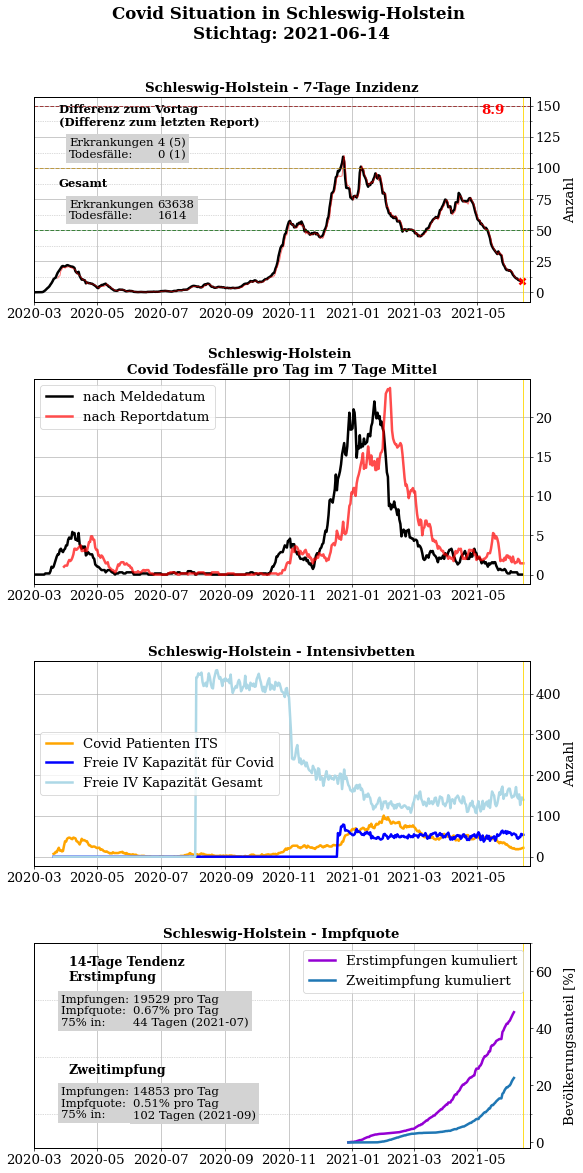 Covid Situation in Schleswig-Holstein
Stichtag: 2021-06-14
Schleswig-Holstein - 7-Tage Inzidenz
Differenz zum Vortag
(Differenz zum letzten Report)
Erkrankungen 4 (5)
Todesfälle: 0 (1)
Gesamt
Erkrankungen 63638
Todesfälle: 1614
8.9
150
125
100
75
50
25
0
Anzahl
2020-03 2020-05 2020-07 2020-09 2020-11 2021-01 2021-03 2021-05
Schleswig-Holstein
Covid Todesfälle pro Tag im 7 Tage Mittel
nach Meldedatum
nach Reportdatum
20
15
10
5
0
2020-03 2020-05 2020-07 2020-09 2020-11 2021-01 2021-03 2021-05
Schleswig-Holstein - Intensivbetten
Covid Patienten ITS
Freie IV Kapazität für Covid
Freie IV Kapazität Gesamt
400
300
200
100
0
Anzahl
2020-03 2020-05 2020-07 2020-09 2020-11 2021-01 2021-03 2021-05
Schleswig-Holstein - Impfquote
14-Tage Tendenz
Erstimpfung
Impfungen: 19529 pro Tag
Impfquote: 0.67% pro Tag
75% in: 44 Tagen (2021-07)
Zweitimpfung
Impfungen: 14853 pro Tag
Impfquote: 0.51% pro Tag
75% in: 102 Tagen (2021-09)
Erstimpfungen kumuliert
Zweitimpfung kumuliert
60
40
20
0
Bevölkerungsanteil [%]
2020-03 2020-05 2020-07 2020-09 2020-11 2021-01 2021-03 2021-05